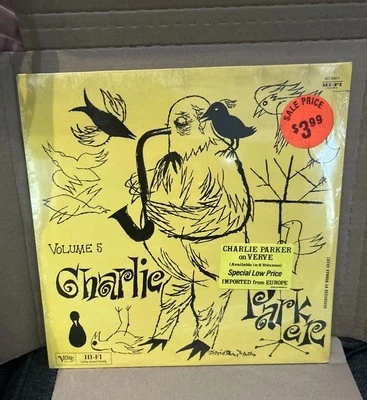 HI-FI
SALE PRICE
$3.99
VOLUME 5
Charlie
Parker
CHARLIE PARKER
on VERVE
(Available in 8 Volumes)
Special Low Price
IMPORTED from EUROPE
Verve
HI-FI